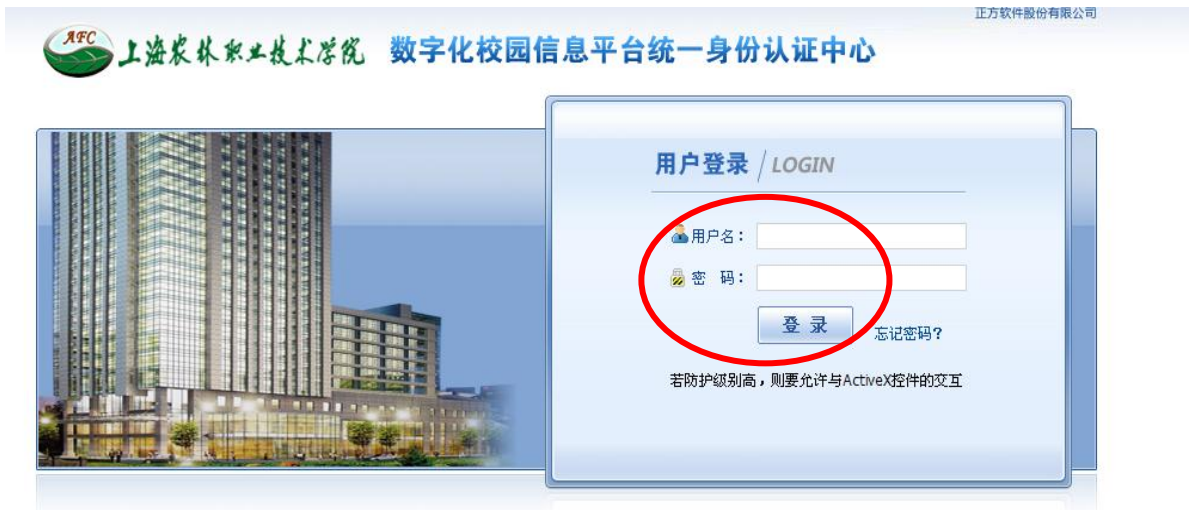 正方软件股份有限公司
AFC
上海农林职业技术学院 数字化校园信息平台统一身份认证中心
用户登录 / LOGIN
用户名：
密 码：
登 录
忘记密码？
若防护级别高，则要允许与ActiveX控件的交互